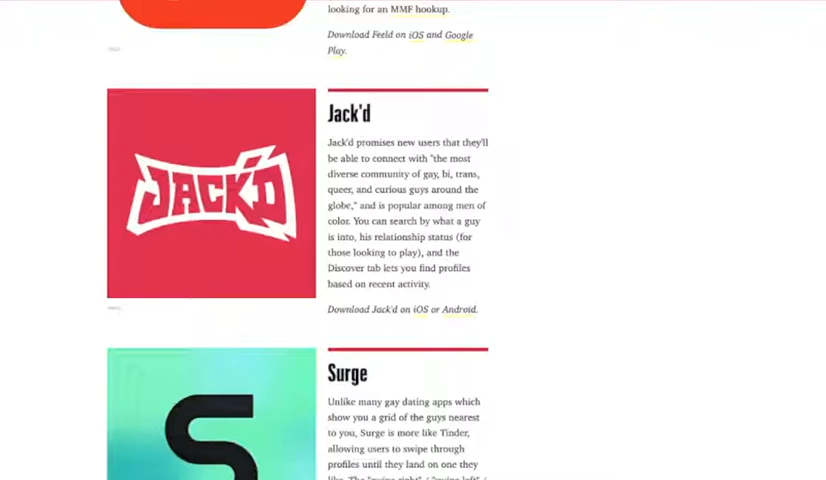 looking for an MMF hookup.
Download Feeld on iOS and Google
Play.
JACK'D
Jack'd
Jack'd promises new users that they'll
be able to connect with "the most
diverse community of gay, bi, trans,
queer, and curious guys around the
globe," and is popular among men of
color. You can search by what a guy
is into, his relationship status (for
those looking to play), and the
Discover tab lets you find profiles
based on recent activity.
Download Jack'd on iOS or Android.
S
Surge
Unlike many gay dating apps which
show you a grid of the guys nearest
to you, Surge is more like Tinder,
allowing users to swipe through
profiles until they land on one they
like. The "swipe right" / "swipe left" /